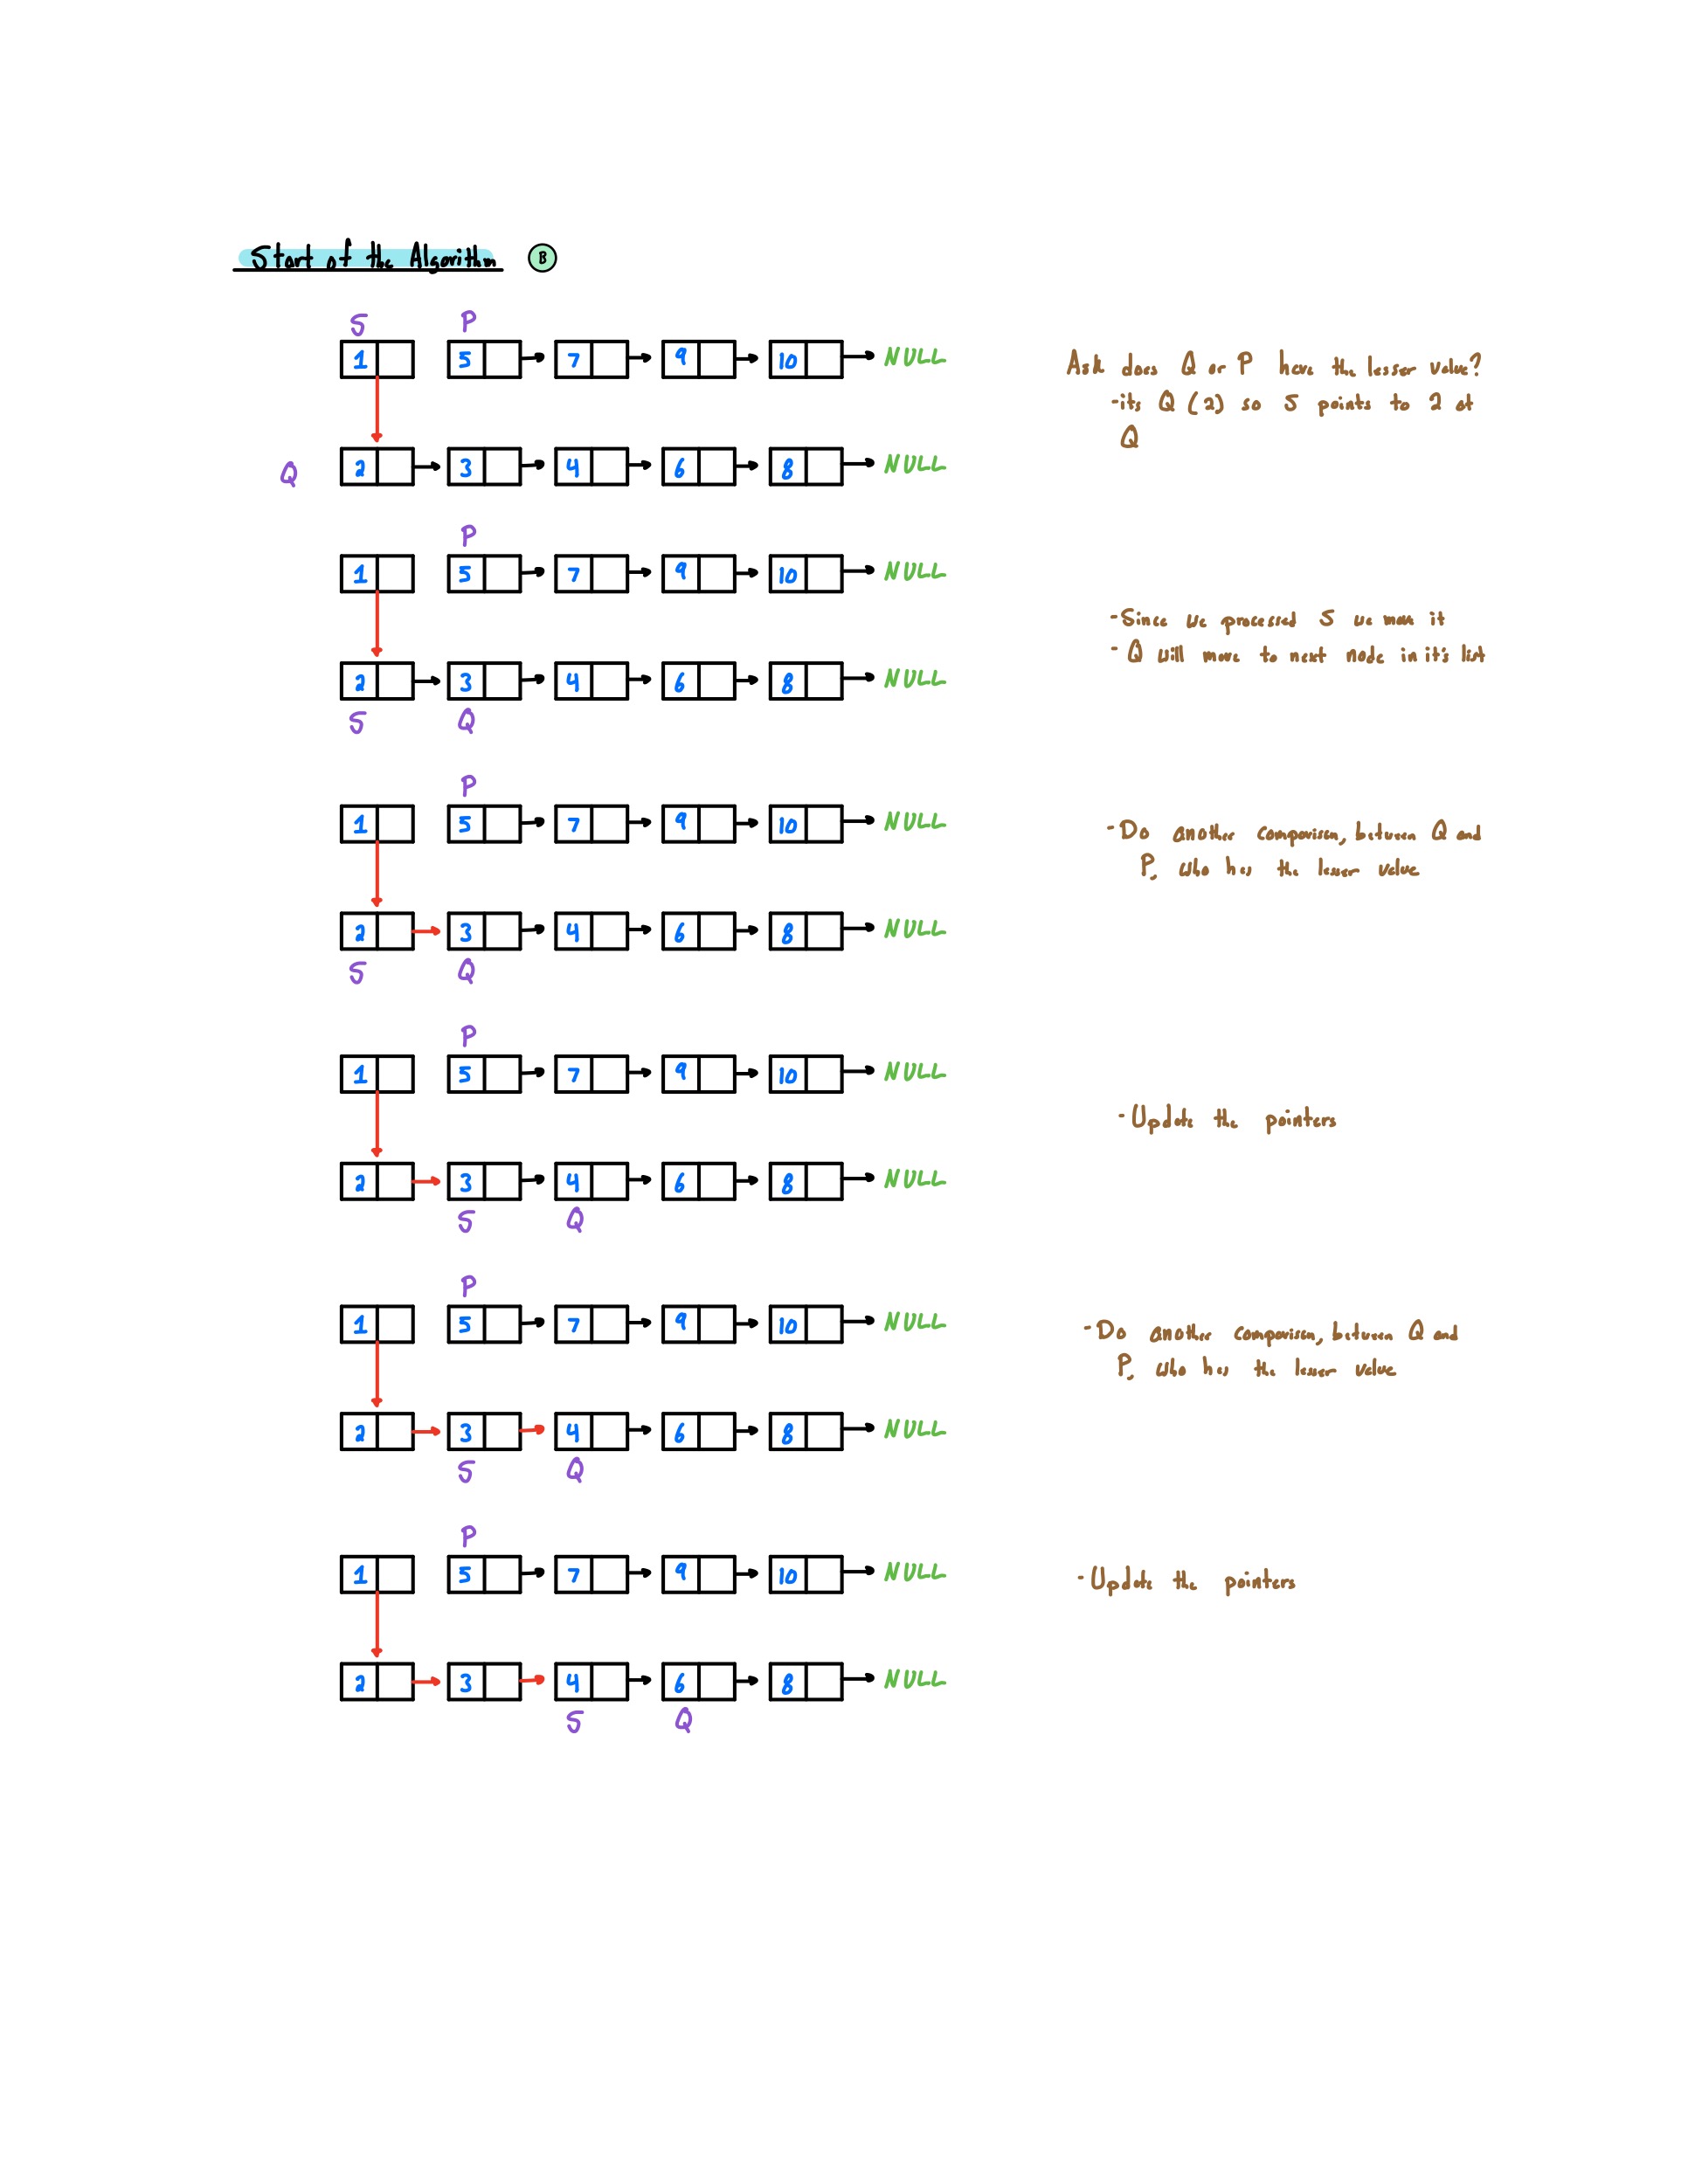 Start of the Algorithm B
S P
1 5 7 9 10 NULL
Ask does Q or P have the lesser value?
-its Q (2) so S points to 2 at
Q
Q 2 3 4 6 8 NULL
P
1 5 7 9 10 NULL
-Since we processed S we move it
- Q will move to next node in it's list
2 3 4 6 8 NULL
S Q
P
1 5 7 9 10 NULL
-Do another comparison, between Q and
P, who has the lesser value
2 3 4 6 8 NULL
S Q
P
1 5 7 9 10 NULL
-Update the pointers
2 3 4 6 8 NULL
S Q
P
1 5 7 9 10 NULL
-Do another comparison, between Q and
P, who has the lesser value
2 3 4 6 8 NULL
S Q
P
1 5 7 9 10 NULL
-Update the pointers
2 3 4 6 8 NULL
S Q